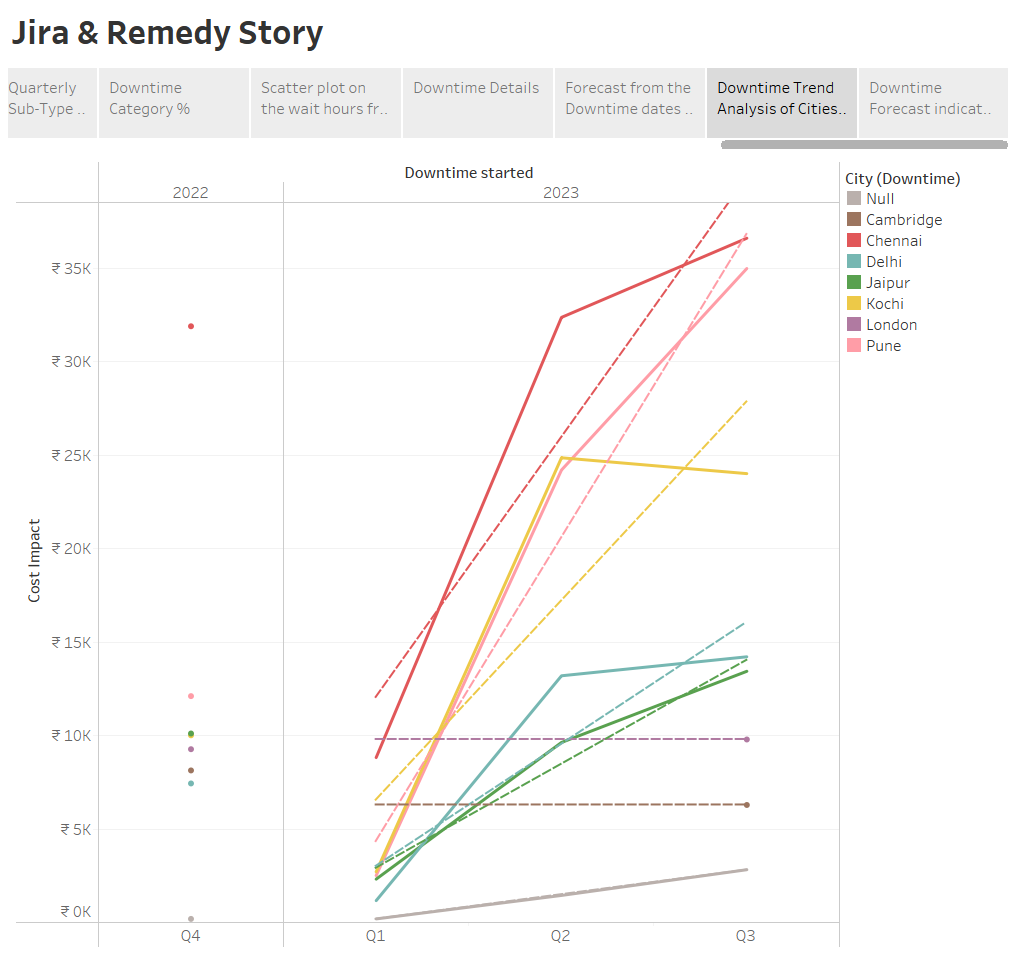 Jira & Remedy Story
Quarterly
Sub-Type ..
Downtime
Category %
Scatter plot on
the wait hours fr..
Downtime Details
Forecast from the
Downtime dates ..
Downtime Trend
Analysis of Cities..
Downtime
Forecast indicat..
Downtime started
2022
2023
₹ 35K
₹ 30K
₹ 25K
₹ 20K
₹ 15K
₹ 10K
₹ 5K
₹ 0K
Cost Impact
Q4
Q1
Q2
Q3
City (Downtime)
Null
Cambridge
Chennai
Delhi
Jaipur
Kochi
London
Pune